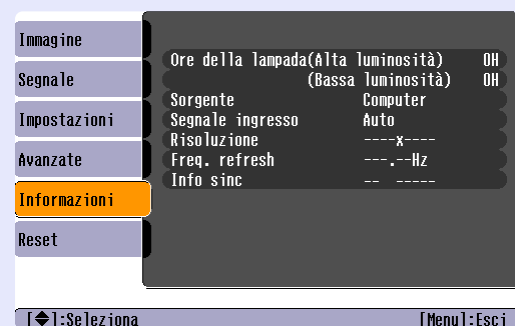 Immagine
Segnale
Impostazioni
Avanzate
Informazioni
Reset
Ore della lampada(Alta luminosità) 0H
(Bassa luminosità) 0H
Sorgente Computer
Segnale ingresso Auto
Risoluzione ----x----
Freq. refresh ---.--Hz
Info sinc -- -----
[◆]:Seleziona [Menu]:Esci